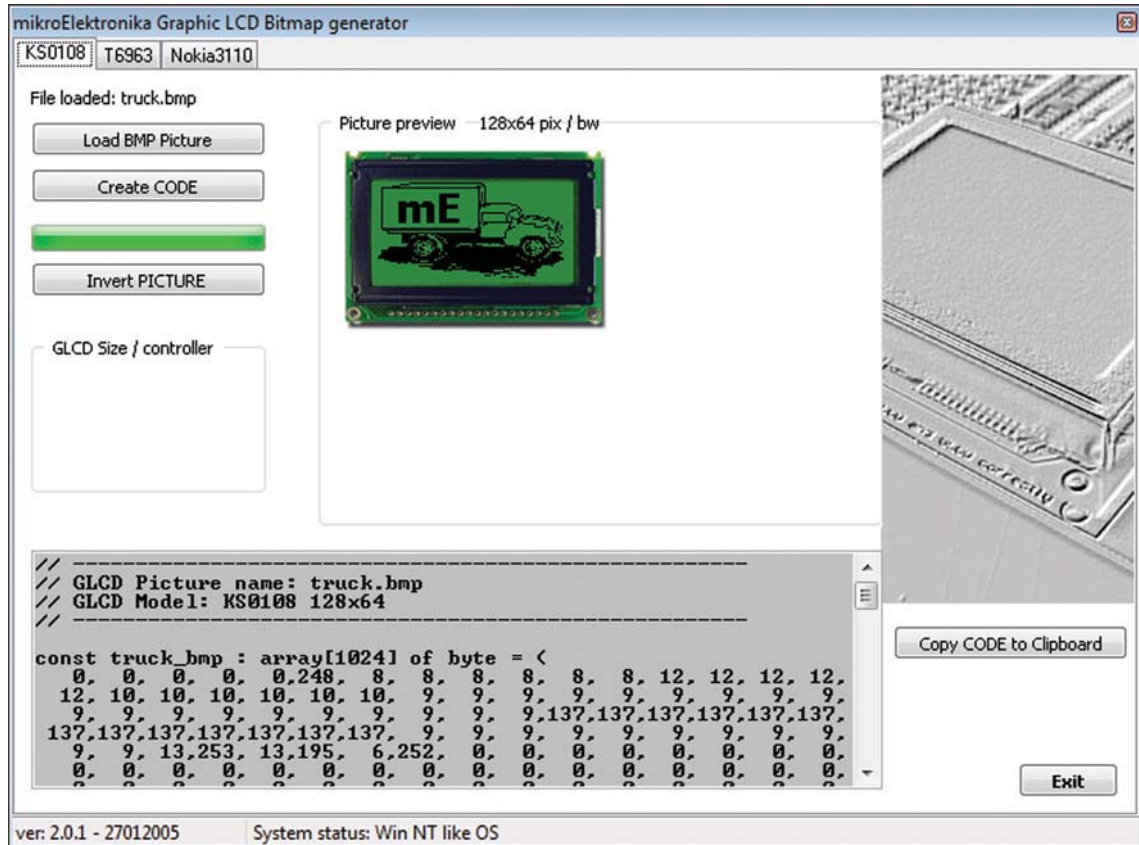 mikroElektronika Graphic LCD Bitmap generator
KS0108 T6963 Nokia3110
File loaded: truck.bmp
Load BMP Picture
Create CODE
Invert PICTURE
GLCD Size / controller
Picture preview 128x64 pix / bw
mE
// -------------------------------------------------------
// GLCD Picture name: truck.bmp
// GLCD Model: KS0108 128x64
// -------------------------------------------------------
const truck_bmp : array[1024] of byte = (
0, 0, 0, 0, 0,248, 8, 8, 8, 8, 8, 8, 12, 12, 12, 12,
12, 10, 10, 10, 10, 10, 10, 9, 9, 9, 9, 9, 9, 9, 9, 9,
9, 9, 9, 9, 9, 9, 9, 9, 9, 9,137,137,137,137,137,137,
137,137,137,137,137,137,137, 9, 9, 9, 9, 9, 9, 9, 9, 9,
9, 9, 13,253, 13,195, 6,252, 0, 0, 0, 0, 0, 0, 0, 0,
0, 0, 0, 0, 0, 0, 0, 0, 0, 0, 0, 0, 0, 0, 0, 0,
Copy CODE to Clipboard
Exit
ver: 2.0.1 - 27012005 System status: Win NT like OS